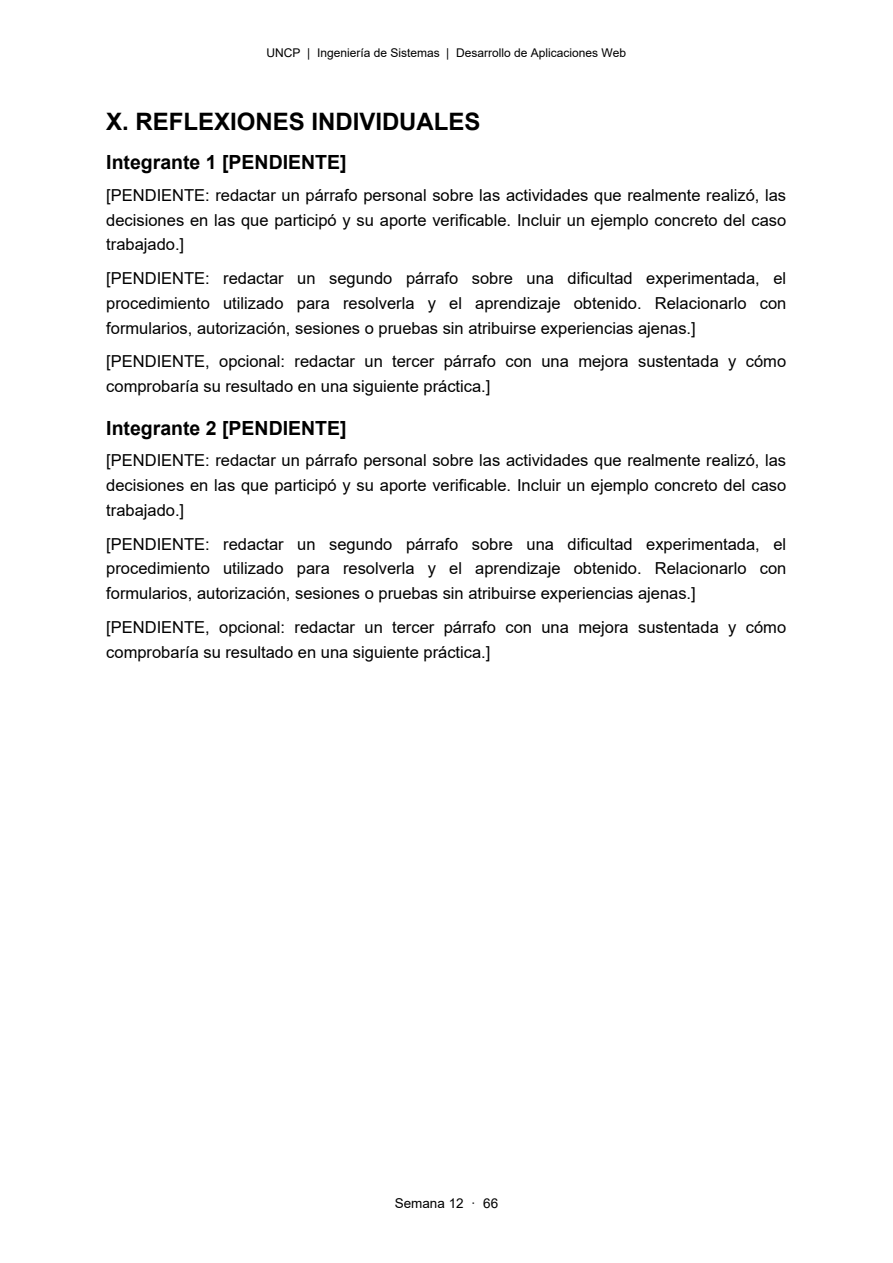 UNCP | Ingeniería de Sistemas | Desarrollo de Aplicaciones Web
X. REFLEXIONES INDIVIDUALES
Integrante 1 [PENDIENTE]
[PENDIENTE: redactar un párrafo personal sobre las actividades que realmente realizó, las
decisiones en las que participó y su aporte verificable. Incluir un ejemplo concreto del caso
trabajado.]
[PENDIENTE: redactar un segundo párrafo sobre una dificultad experimentada, el
procedimiento utilizado para resolverla y el aprendizaje obtenido. Relacionarlo con
formularios, autorización, sesiones o pruebas sin atribuirse experiencias ajenas.]
[PENDIENTE, opcional: redactar un tercer párrafo con una mejora sustentada y cómo
comprobaría su resultado en una siguiente práctica.]
Integrante 2 [PENDIENTE]
[PENDIENTE: redactar un párrafo personal sobre las actividades que realmente realizó, las
decisiones en las que participó y su aporte verificable. Incluir un ejemplo concreto del caso
trabajado.]
[PENDIENTE: redactar un segundo párrafo sobre una dificultad experimentada, el
procedimiento utilizado para resolverla y el aprendizaje obtenido. Relacionarlo con
formularios, autorización, sesiones o pruebas sin atribuirse experiencias ajenas.]
[PENDIENTE, opcional: redactar un tercer párrafo con una mejora sustentada y cómo
comprobaría su resultado en una siguiente práctica.]
Semana 12 · 66